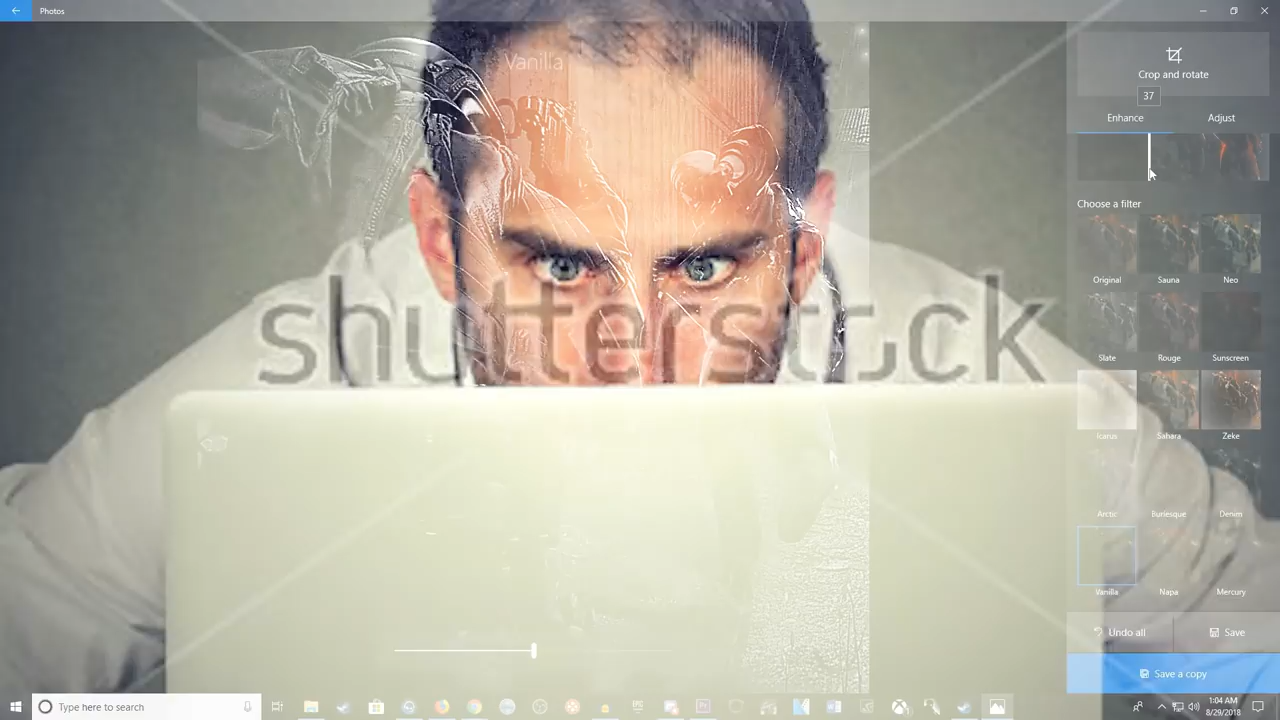 Photos
Vanilla
Crop and rotate
37
Enhance
Adjust
Choose a filter
Original
Sauna
Neo
Slate
Rouge
Sunscreen
shutterstock
Icarus
Sahara
Zeke
Arctic
Burlesque
Denim
Vanilla
Napa
Mercury
Undo all
Save
Save a copy
Type here to search
1:04 AM
8/29/2018